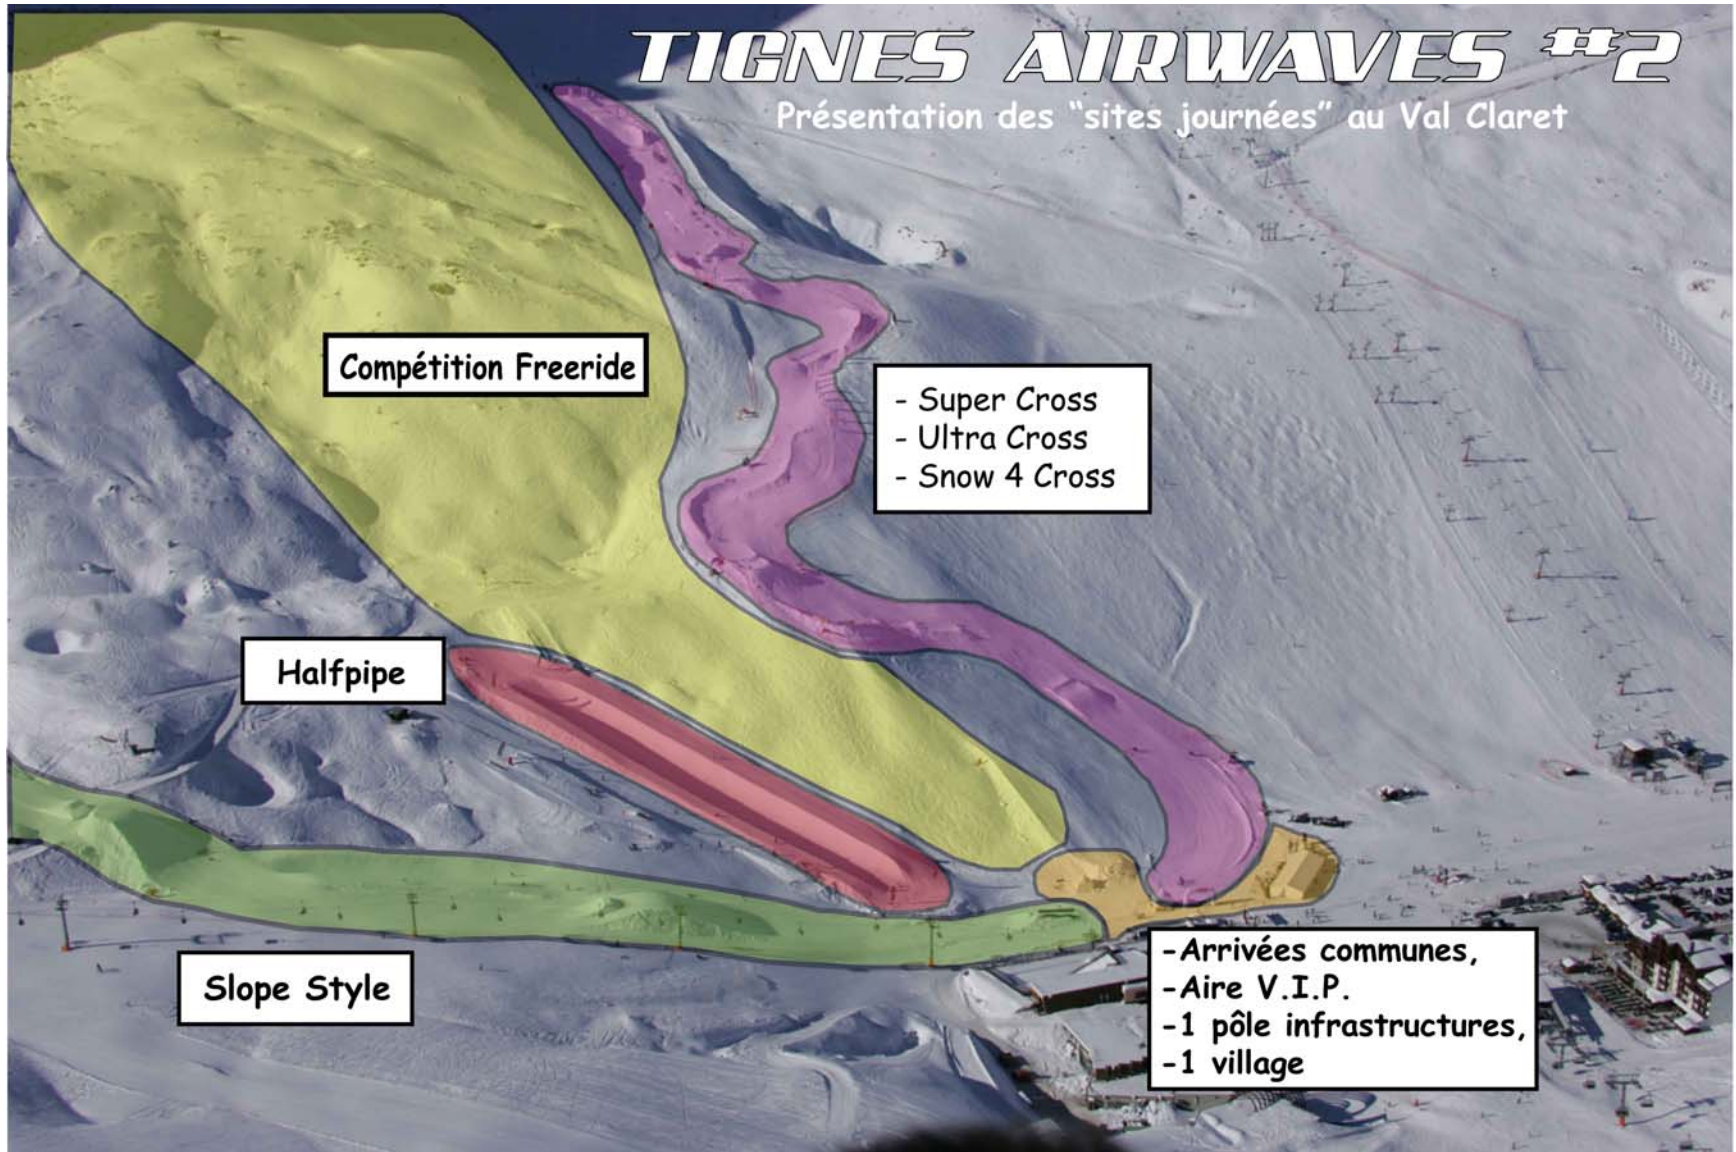 TIGNES AIRWAVES #2
Présentation des "sites journées" au Val Claret
Compétition Freeride
- Super Cross
- Ultra Cross
- Snow 4 Cross
Halfpipe
Slope Style
-Arrivées communes,
-Aire V.I.P.
-1 pôle infrastructures,
-1 village